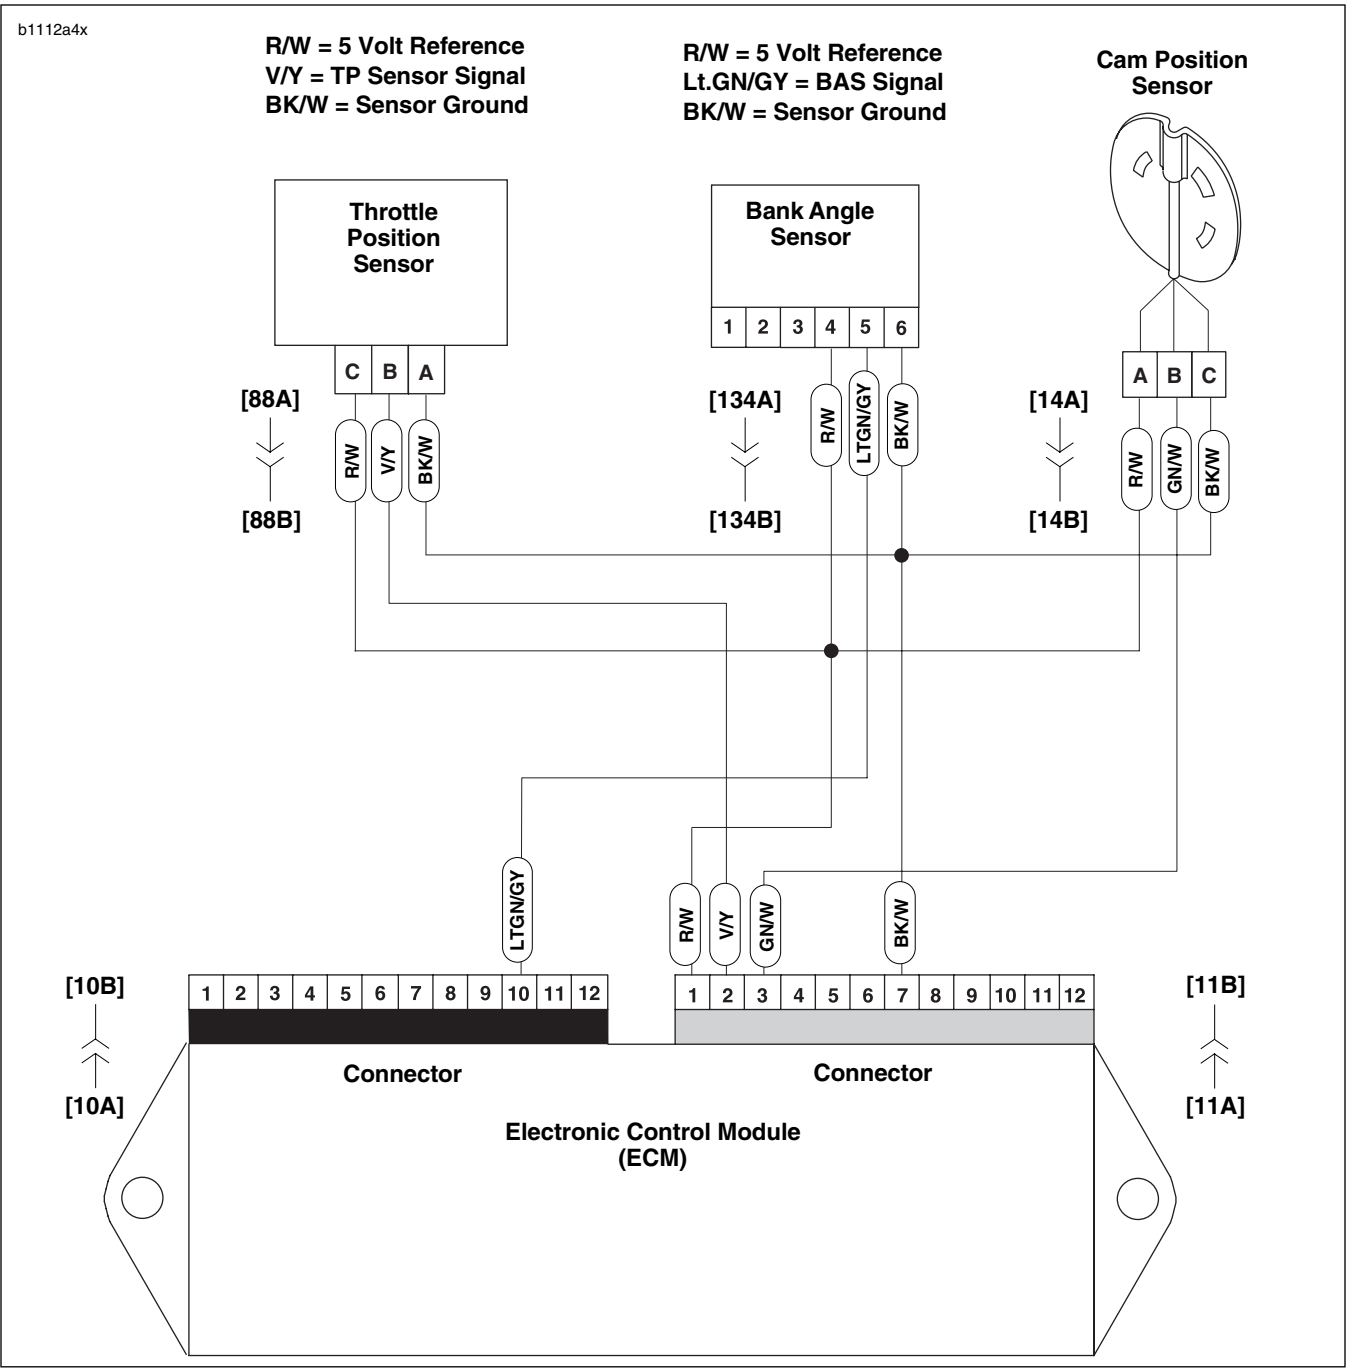 b1112a4x
R/W = 5 Volt Reference
V/Y = TP Sensor Signal
BK/W = Sensor Ground
R/W = 5 Volt Reference
Lt.GN/GY = BAS Signal
BK/W = Sensor Ground
Cam Position
Sensor
Throttle
Position
Sensor
Bank Angle
Sensor
1 2 3 4 5 6
C B A
A B C
[88A]
[88B]
R/W
V/Y
BK/W
[134A]
[134B]
R/W
LTGN/GY
BK/W
[14A]
[14B]
R/W
GN/W
BK/W
LTGN/GY
R/W
V/Y
GN/W
BK/W
[10B]
[10A]
1 2 3 4 5 6 7 8 9 10 11 12
1 2 3 4 5 6 7 8 9 10 11 12
[11B]
[11A]
Connector
Connector
Electronic Control Module
(ECM)